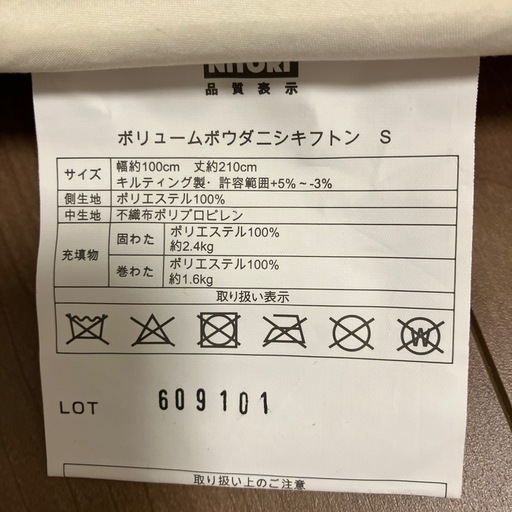 NITORI
品質表示
ボリュームボウダニシキフトン S
サイズ 幅約100cm 丈約210cm
キルティング製・許容範囲+5%～-3%
側生地 ポリエステル100%
中生地 不織布ポリプロピレン
充填物 固わた ポリエステル100%
約2.4kg
巻わた ポリエステル100%
約1.6kg
取り扱い表示
W
LOT 609101
取り扱い上のご注意